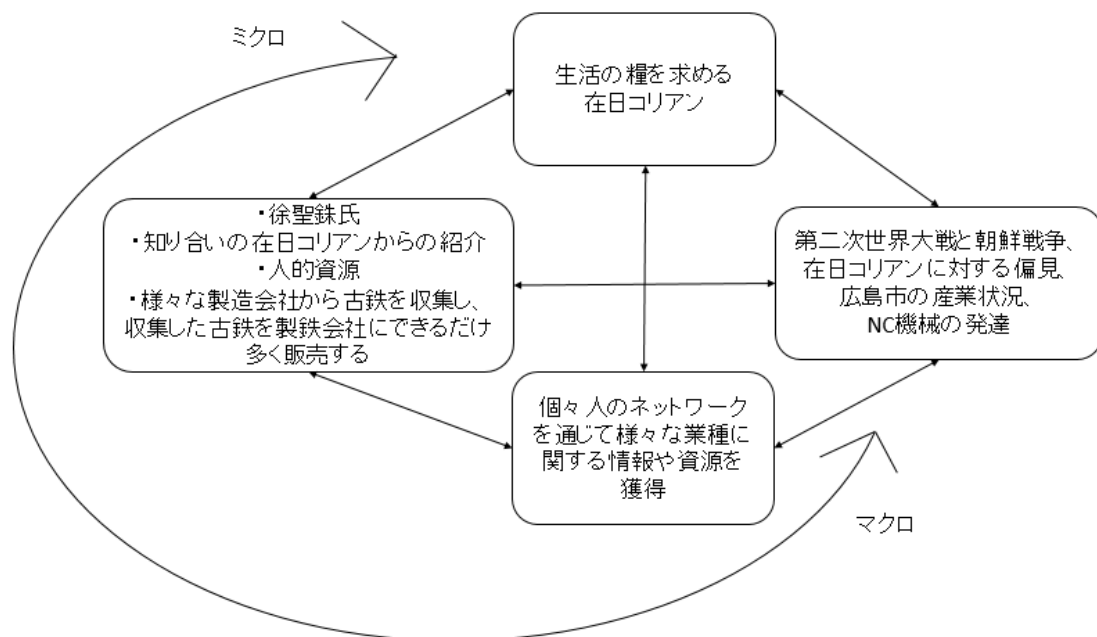 ミクロ
生活の糧を求める
在日コリアン
・徐聖銖氏
・知り合いの在日コリアンからの紹介
・人的資源
・様々な製造会社から古鉄を収集し、
収集した古鉄を製鉄会社にできるだけ
多く販売する
第二次世界大戦と朝鮮戦争、
在日コリアンに対する偏見、
広島市の産業状況、
NC機械の発達
個々人のネットワーク
を通じて様々な業種に
関する情報や資源を
獲得
マクロ